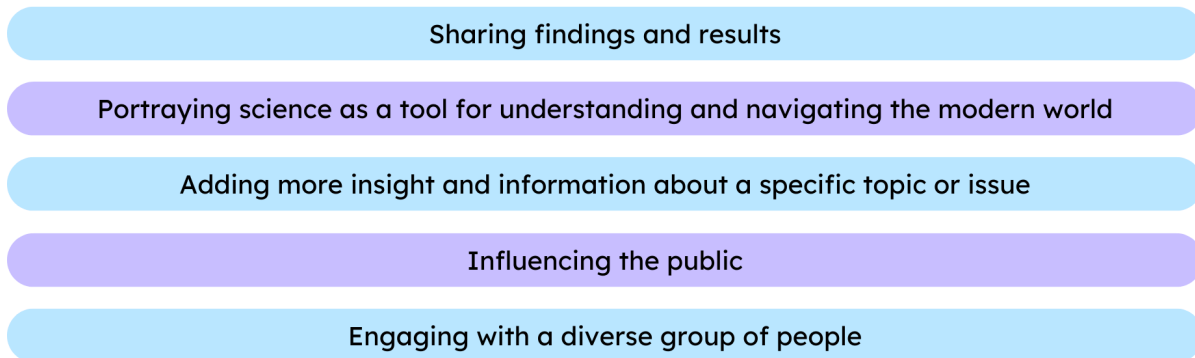 Sharing findings and results
Portraying science as a tool for understanding and navigating the modern world
Adding more insight and information about a specific topic or issue
Influencing the public
Engaging with a diverse group of people